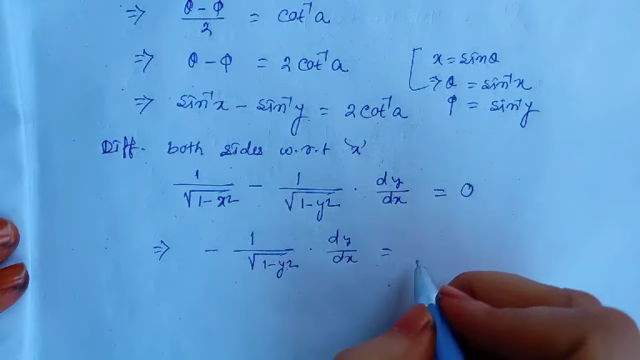 ⇒ θ-φ/2 = cot⁻¹a
⇒ θ-φ = 2cot⁻¹a
[ x = sinθ
⇒ θ = sin⁻¹x
⇒ sin⁻¹x - sin⁻¹y = 2cot⁻¹a
φ = sin⁻¹y
Diff. both sides w.r.t 'x'
1/√1-x² - 1/√1-y² · dy/dx = 0
⇒ - 1/√1-y² · dy/dx =